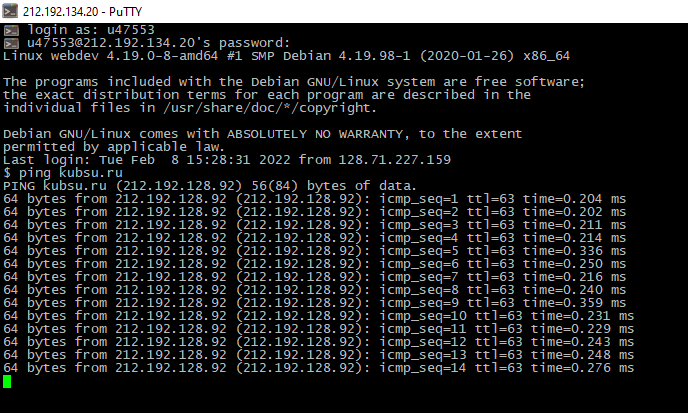 212.192.134.20 - PuTTY
login as: u47553
u47553@212.192.134.20's password:
Linux webdev 4.19.0-8-amd64 #1 SMP Debian 4.19.98-1 (2020-01-26) x86_64
The programs included with the Debian GNU/Linux system are free software;
the exact distribution terms for each program are described in the
individual files in /usr/share/doc/*/copyright.
Debian GNU/Linux comes with ABSOLUTELY NO WARRANTY, to the extent
permitted by applicable law.
Last login: Tue Feb  8 15:28:31 2022 from 128.71.227.159
$ ping kubsu.ru
PING kubsu.ru (212.192.128.92) 56(84) bytes of data.
64 bytes from 212.192.128.92 (212.192.128.92): icmp_seq=1 ttl=63 time=0.204 ms
64 bytes from 212.192.128.92 (212.192.128.92): icmp_seq=2 ttl=63 time=0.202 ms
64 bytes from 212.192.128.92 (212.192.128.92): icmp_seq=3 ttl=63 time=0.211 ms
64 bytes from 212.192.128.92 (212.192.128.92): icmp_seq=4 ttl=63 time=0.214 ms
64 bytes from 212.192.128.92 (212.192.128.92): icmp_seq=5 ttl=63 time=0.336 ms
64 bytes from 212.192.128.92 (212.192.128.92): icmp_seq=6 ttl=63 time=0.250 ms
64 bytes from 212.192.128.92 (212.192.128.92): icmp_seq=7 ttl=63 time=0.216 ms
64 bytes from 212.192.128.92 (212.192.128.92): icmp_seq=8 ttl=63 time=0.240 ms
64 bytes from 212.192.128.92 (212.192.128.92): icmp_seq=9 ttl=63 time=0.359 ms
64 bytes from 212.192.128.92 (212.192.128.92): icmp_seq=10 ttl=63 time=0.231 ms
64 bytes from 212.192.128.92 (212.192.128.92): icmp_seq=11 ttl=63 time=0.229 ms
64 bytes from 212.192.128.92 (212.192.128.92): icmp_seq=12 ttl=63 time=0.243 ms
64 bytes from 212.192.128.92 (212.192.128.92): icmp_seq=13 ttl=63 time=0.248 ms
64 bytes from 212.192.128.92 (212.192.128.92): icmp_seq=14 ttl=63 time=0.276 ms